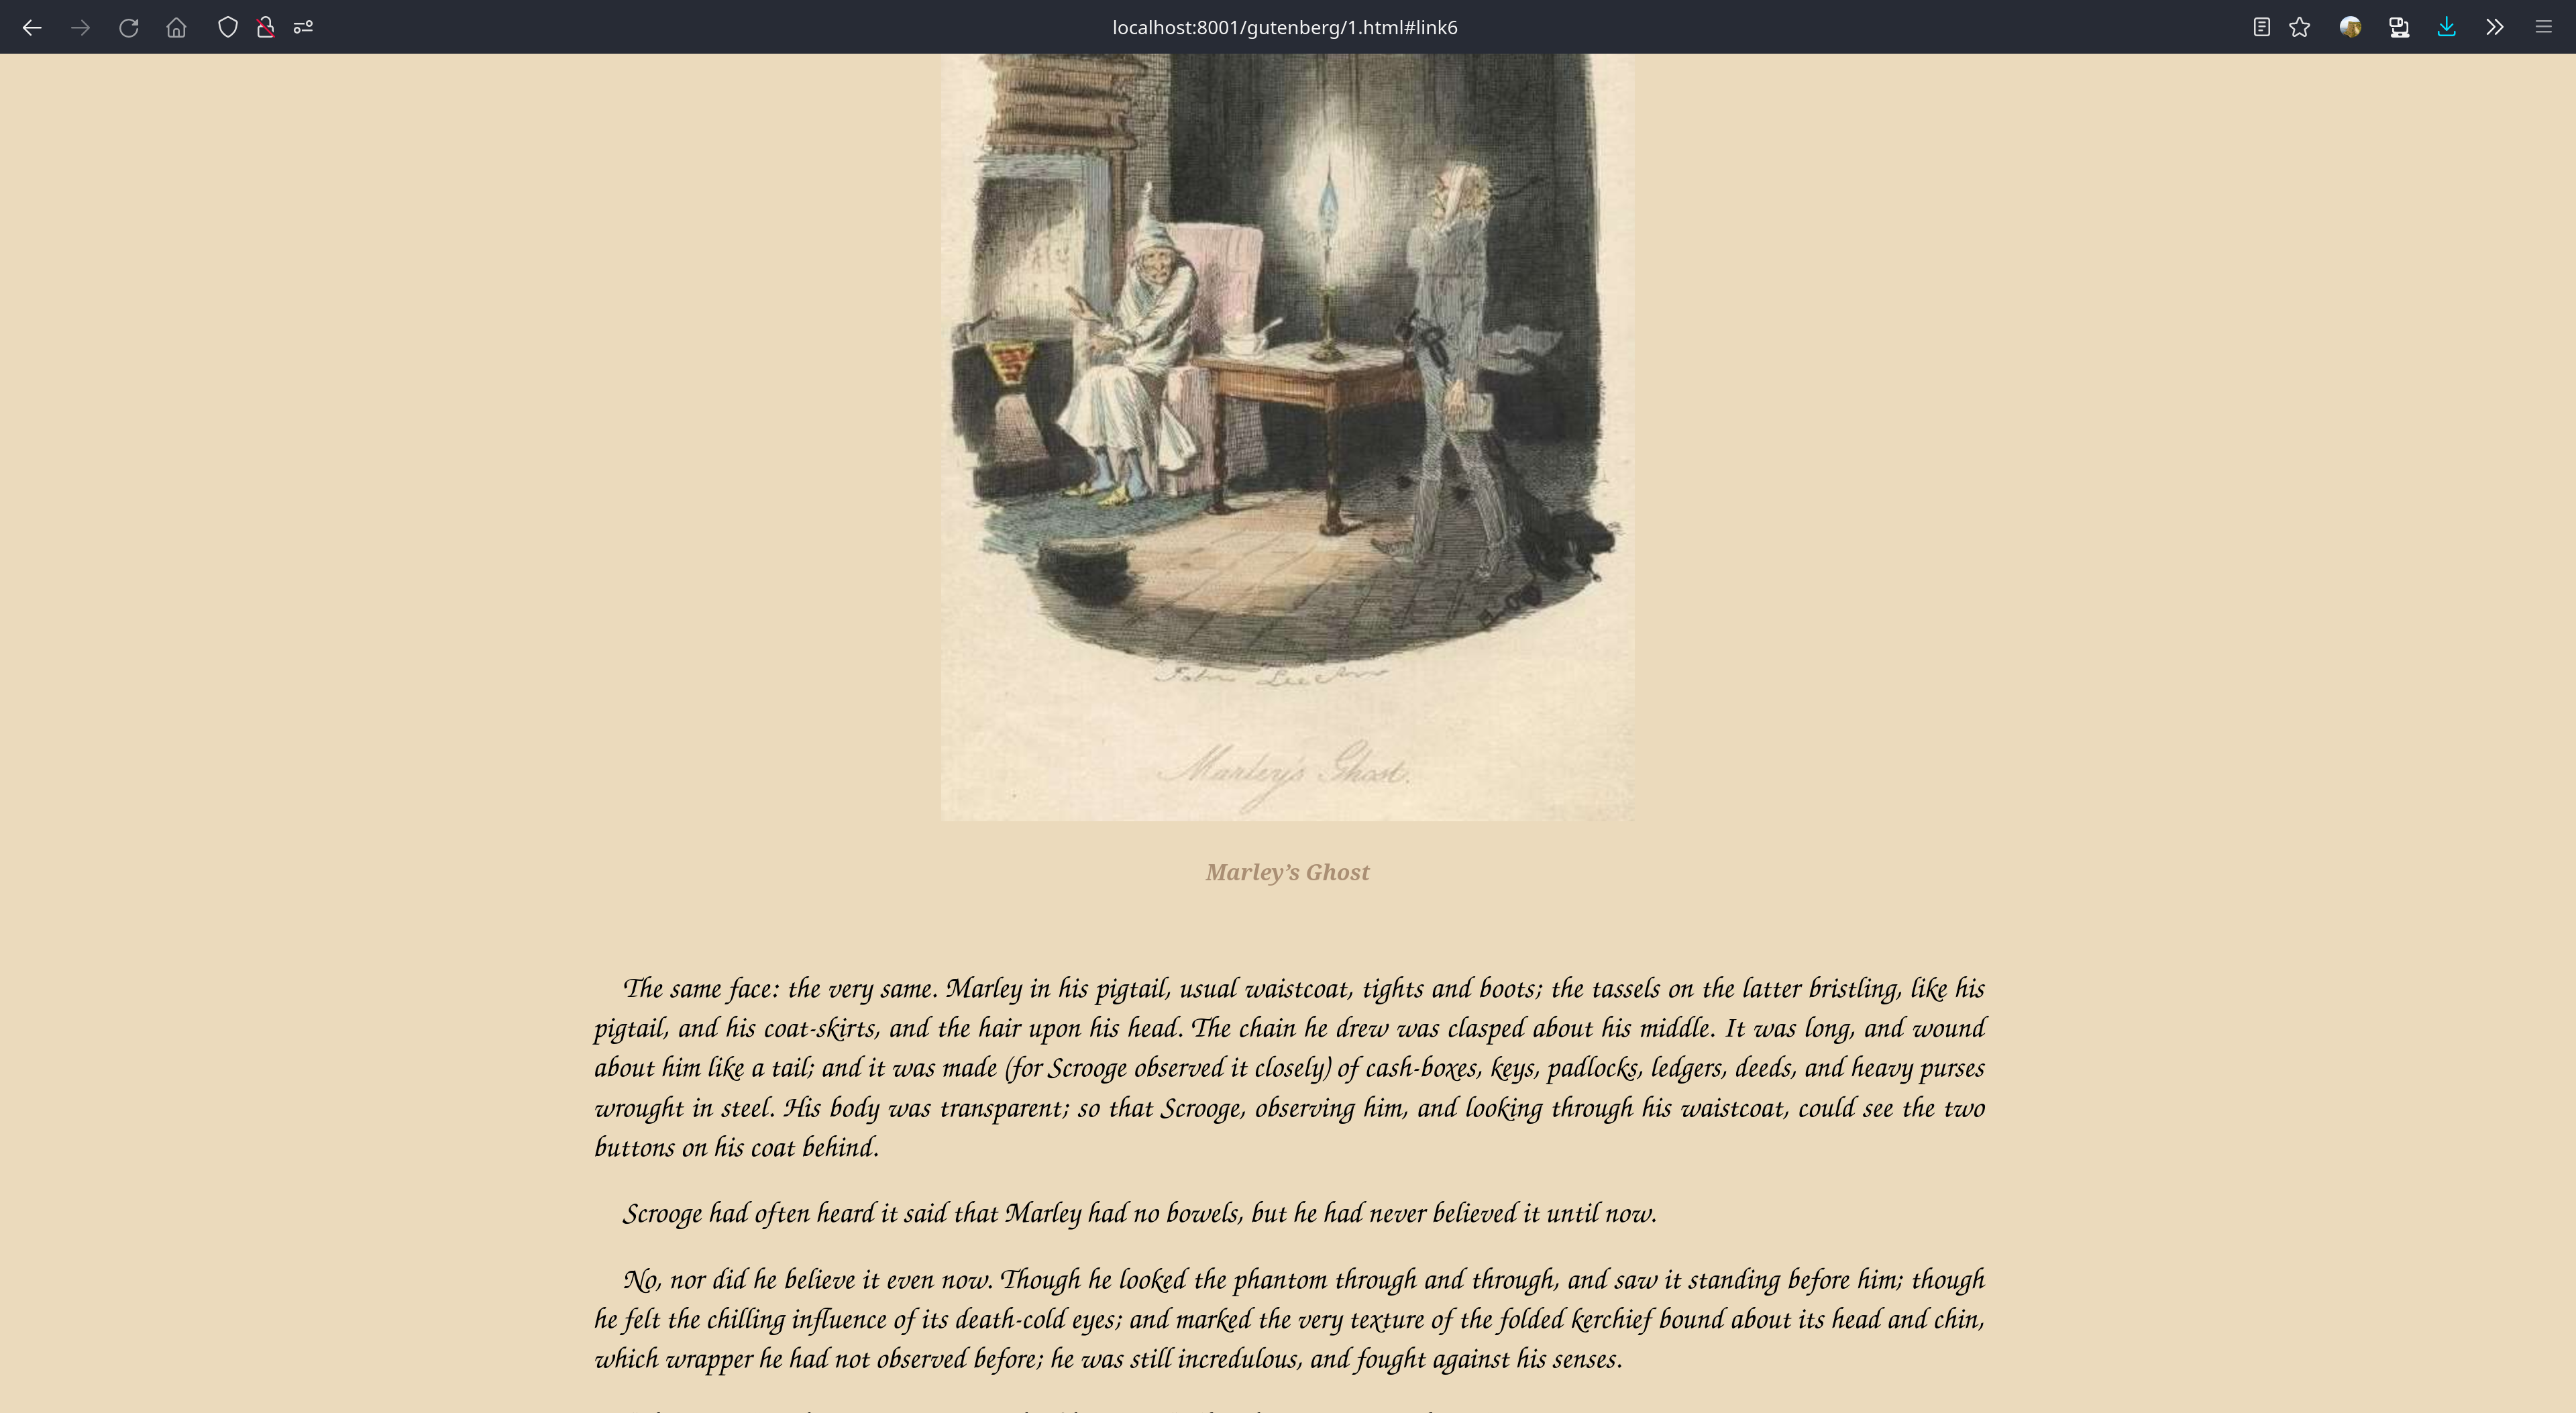 localhost:8001/gutenberg/1.html#link6
John Leech
Marley's Ghost.
Marley’s Ghost
The same face: the very same. Marley in his pigtail, usual waistcoat, tights and boots; the tassels on the latter bristling, like his
pigtail, and his coat-skirts, and the hair upon his head. The chain he drew was clasped about his middle. It was long, and wound
about him like a tail; and it was made (for Scrooge observed it closely) of cash-boxes, keys, padlocks, ledgers, deeds, and heavy purses
wrought in steel. His body was transparent; so that Scrooge, observing him, and looking through his waistcoat, could see the two
buttons on his coat behind.
Scrooge had often heard it said that Marley had no bowels, but he had never believed it until now.
No, nor did he believe it even now. Though he looked the phantom through and through, and saw it standing before him; though
he felt the chilling influence of its death-cold eyes; and marked the very texture of the folded kerchief bound about its head and chin,
which wrapper he had not observed before; he was still incredulous, and fought against his senses.